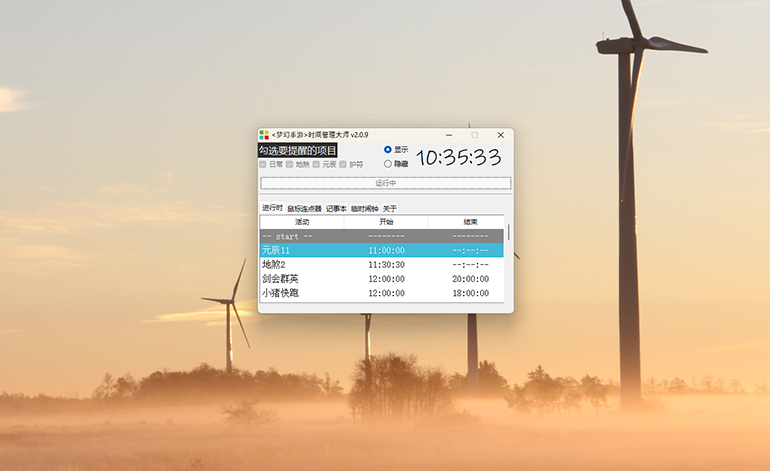 <梦幻手游>时间管理大师 v2.0.9
勾选要提醒的项目
日常 地煞 元辰 护符
显示
隐藏
10:35:33
运行中
进行时 鼠标连点器 记事本 临时闹钟 关于
活动 开始 结束
-- start -- -------- --------
元辰11 11:00:00 --:--:--
地煞2 11:30:30 --:--:--
剑会群英 12:00:00 20:00:00
小猪快跑 12:00:00 18:00:00